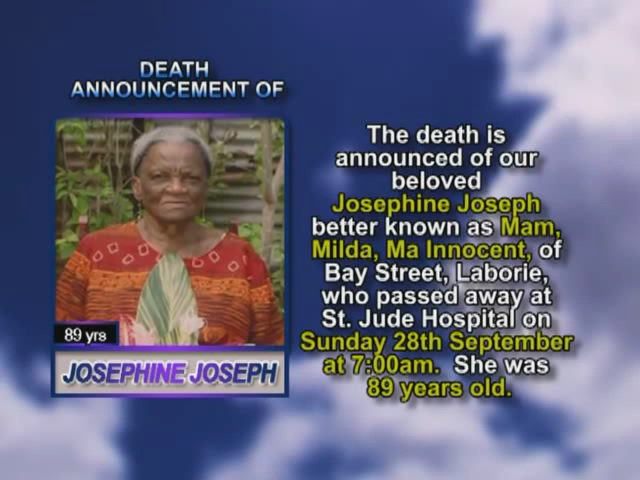 DEATH
ANNOUNCEMENT OF
89 yrs
JOSEPHINE JOSEPH
The death is
announced of our
beloved
Josephine Joseph
better known as Mam,
Milda, Ma Innocent, of
Bay Street, Laborie,
who passed away at
St. Jude Hospital on
Sunday 28th September
at 7:00am. She was
89 years old.